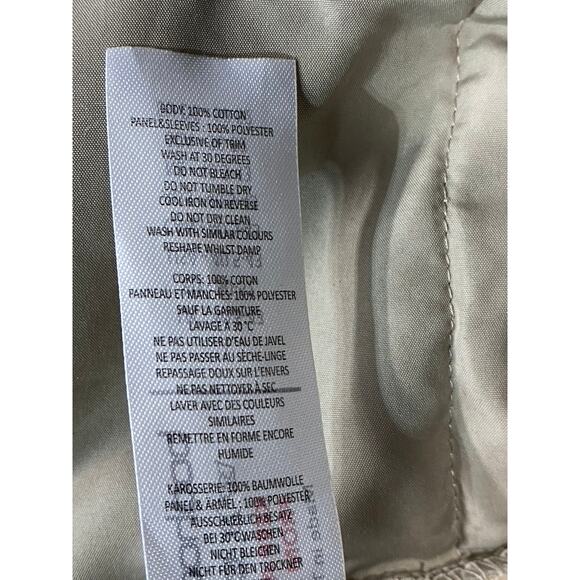 BODY: 100% COTTON
PANEL&SLEEVES : 100% POLYESTER
EXCLUSIVE OF TRIM
WASH AT 30 DEGREES
DO NOT BLEACH
DO NOT TUMBLE DRY
COOL IRON ON REVERSE
DO NOT DRY CLEAN
WASH WITH SIMILAR COLOURS
RESHAPE WHILST DAMP
CORPS: 100% COTON
PANNEAU ET MANCHES: 100% POLYESTER
SAUF LA GARNITURE
LAVAGE A 30 °C
NE PAS UTILISER D'EAU DE JAVEL
NE PAS PASSER AU SÈCHE-LINGE
REPASSAGE DOUX SUR L'ENVERS
NE PAS NETTOYER À SEC
LAVER AVEC DES COULEURS
SIMILAIRES
REMETTRE EN FORME ENCORE
HUMIDE
KAROSSERIE: 100% BAUMWOLLE
PANEL & ÄRMEL : 100% POLYESTER
AUSSCHLIEBLICH BESATZ
BEI 30°C WASCHEN
NICHT BLEICHEN
NICHT FÜR DEN TROCKNER